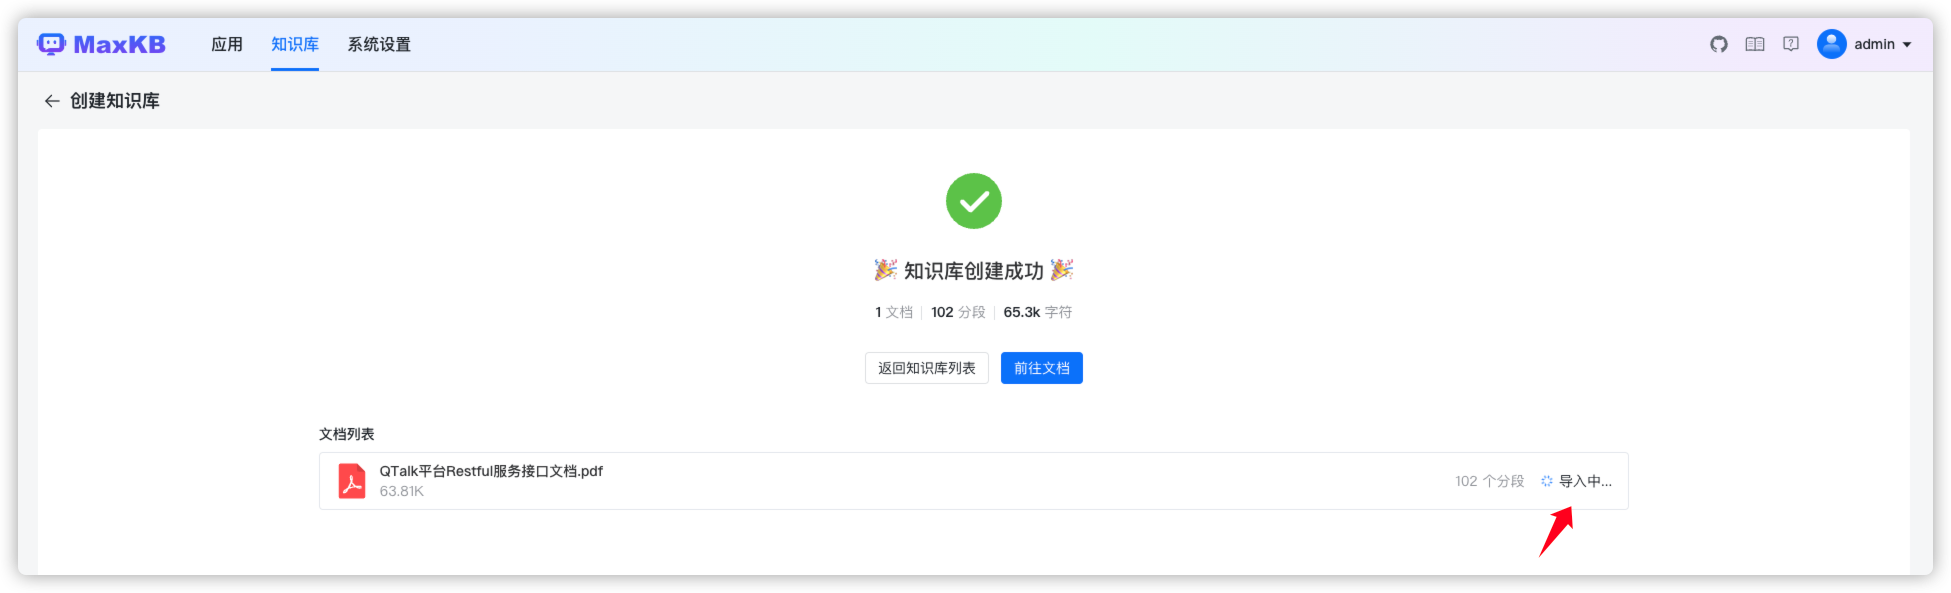 MaxKB 应用 知识库 系统设置 admin
创建知识库
知识库创建成功
1 文档 102 分段 65.3k 字符
返回知识库列表 前往文档
文档列表
QTalk平台Restful服务接口文档.pdf
63.81K
102 个分段 导入中...